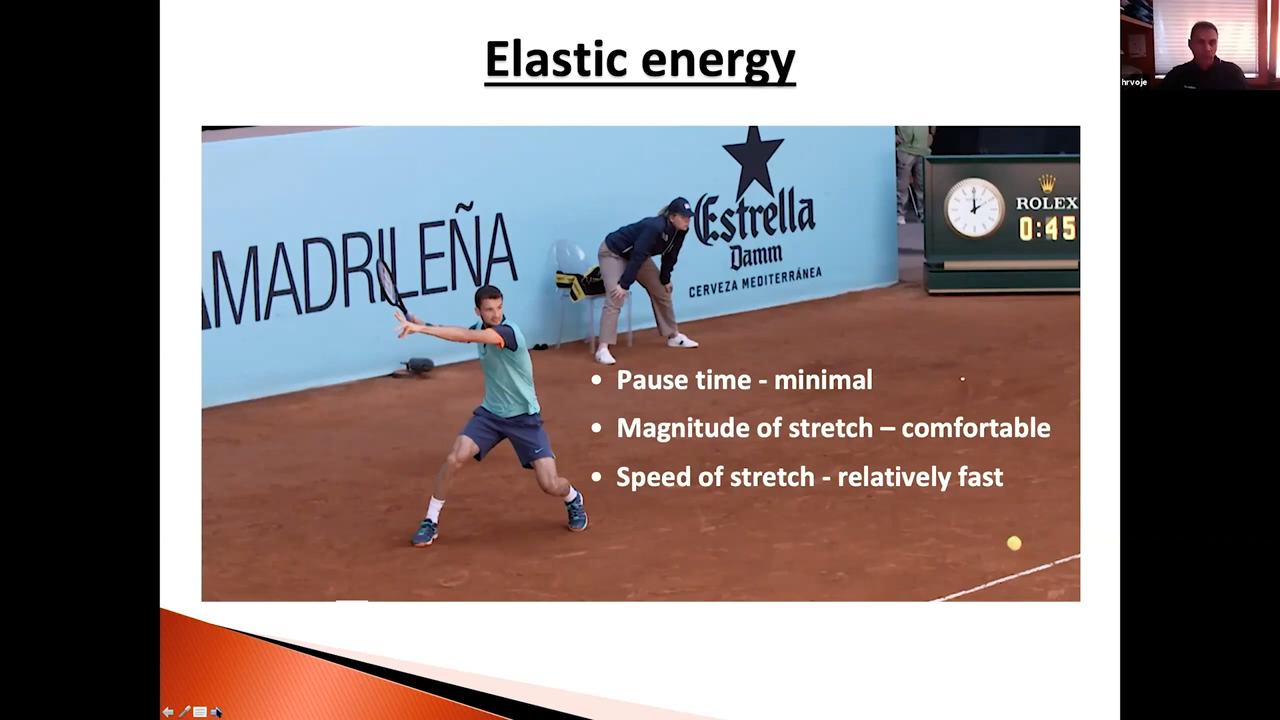 Elastic energy
hrvoje
AMADRILEÑA
Estrella
Damm
CERVEZA MEDITERRÁNEA
ROLEX
0:45
• Pause time - minimal
• Magnitude of stretch – comfortable
• Speed of stretch - relatively fast